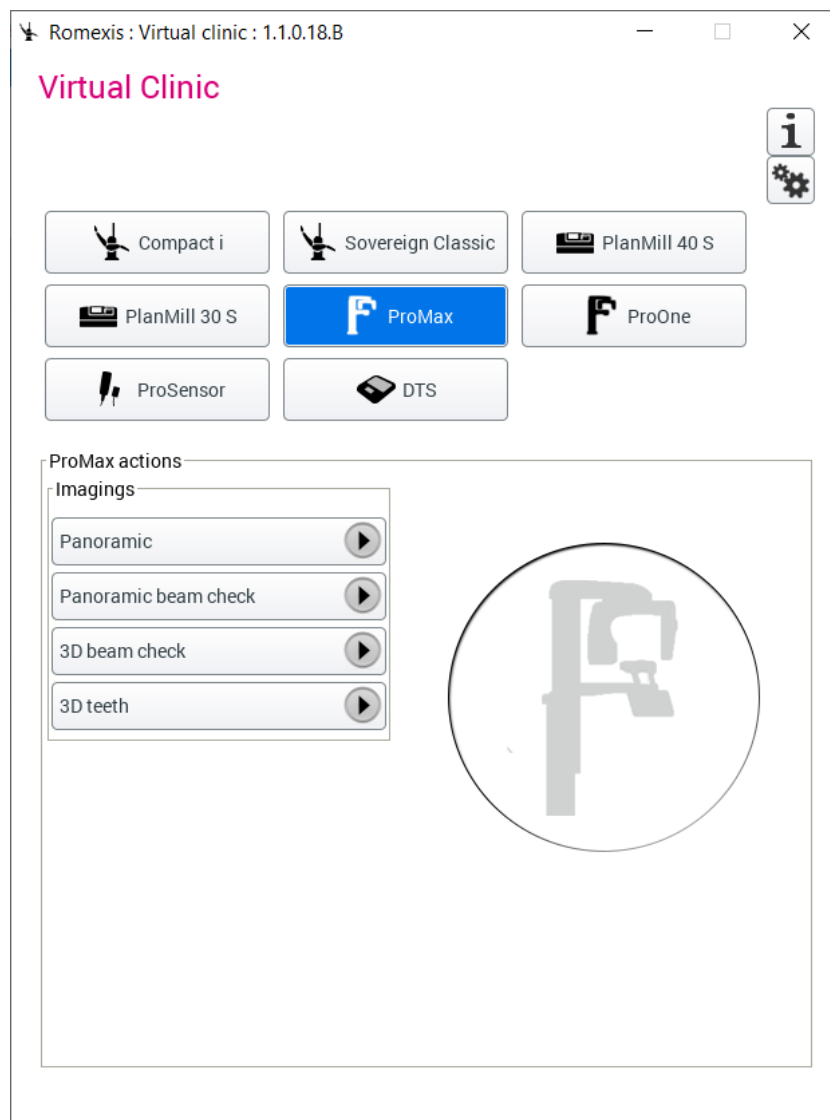 Romexis : Virtual clinic : 1.1.0.18.B
Virtual Clinic
i
Compact i
Sovereign Classic
PlanMill 40 S
PlanMill 30 S
ProMax
ProOne
ProSensor
DTS
ProMax actions
Imagings
Panoramic
Panoramic beam check
3D beam check
3D teeth